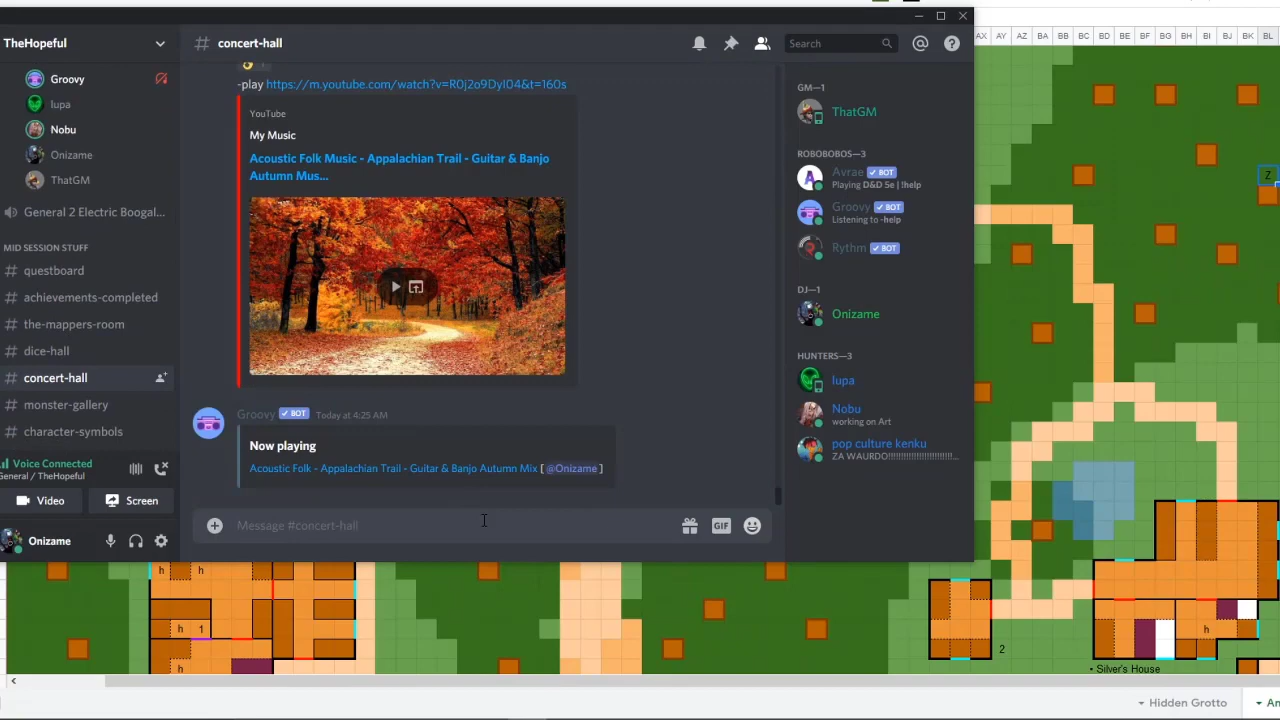 TheHopeful
Groovy
lupa
Nobu
Onizame
ThatGM
General 2 Electric Boogal...
MID SESSION STUFF
# questboard
# achievements-completed
# the-mappers-room
# dice-hall
# concert-hall
# monster-gallery
# character-symbols
Voice Connected
General / TheHopeful
Video
Screen
Onizame
# concert-hall
Search
-play https://m.youtube.com/watch?v=R0j2o9DyI04&t=160s
YouTube
My Music
Acoustic Folk Music - Appalachian Trail - Guitar & Banjo
Autumn Mus...
Groovy BOT Today at 4:25 AM
Now playing
Acoustic Folk - Appalachian Trail - Guitar & Banjo Autumn Mix [ @Onizame ]
Message #concert-hall
GIF
GM—1
ThatGM
ROBOBOBOS—3
Avrae BOT
Playing D&D 5e | !help
Groovy BOT
Listening to -help
Rythm BOT
DJ—1
Onizame
HUNTERS—3
lupa
Nobu
working on Art
pop culture kenku
ZA WAURDO!!!!!!!!!!!!!!!!!!!!!!!!!!...
AX AY AZ BA BB BC BD BE BF BG BH BI BJ BK BL
Z
h h
h 1
h
h
2
• Silver's House
Hidden Grotto